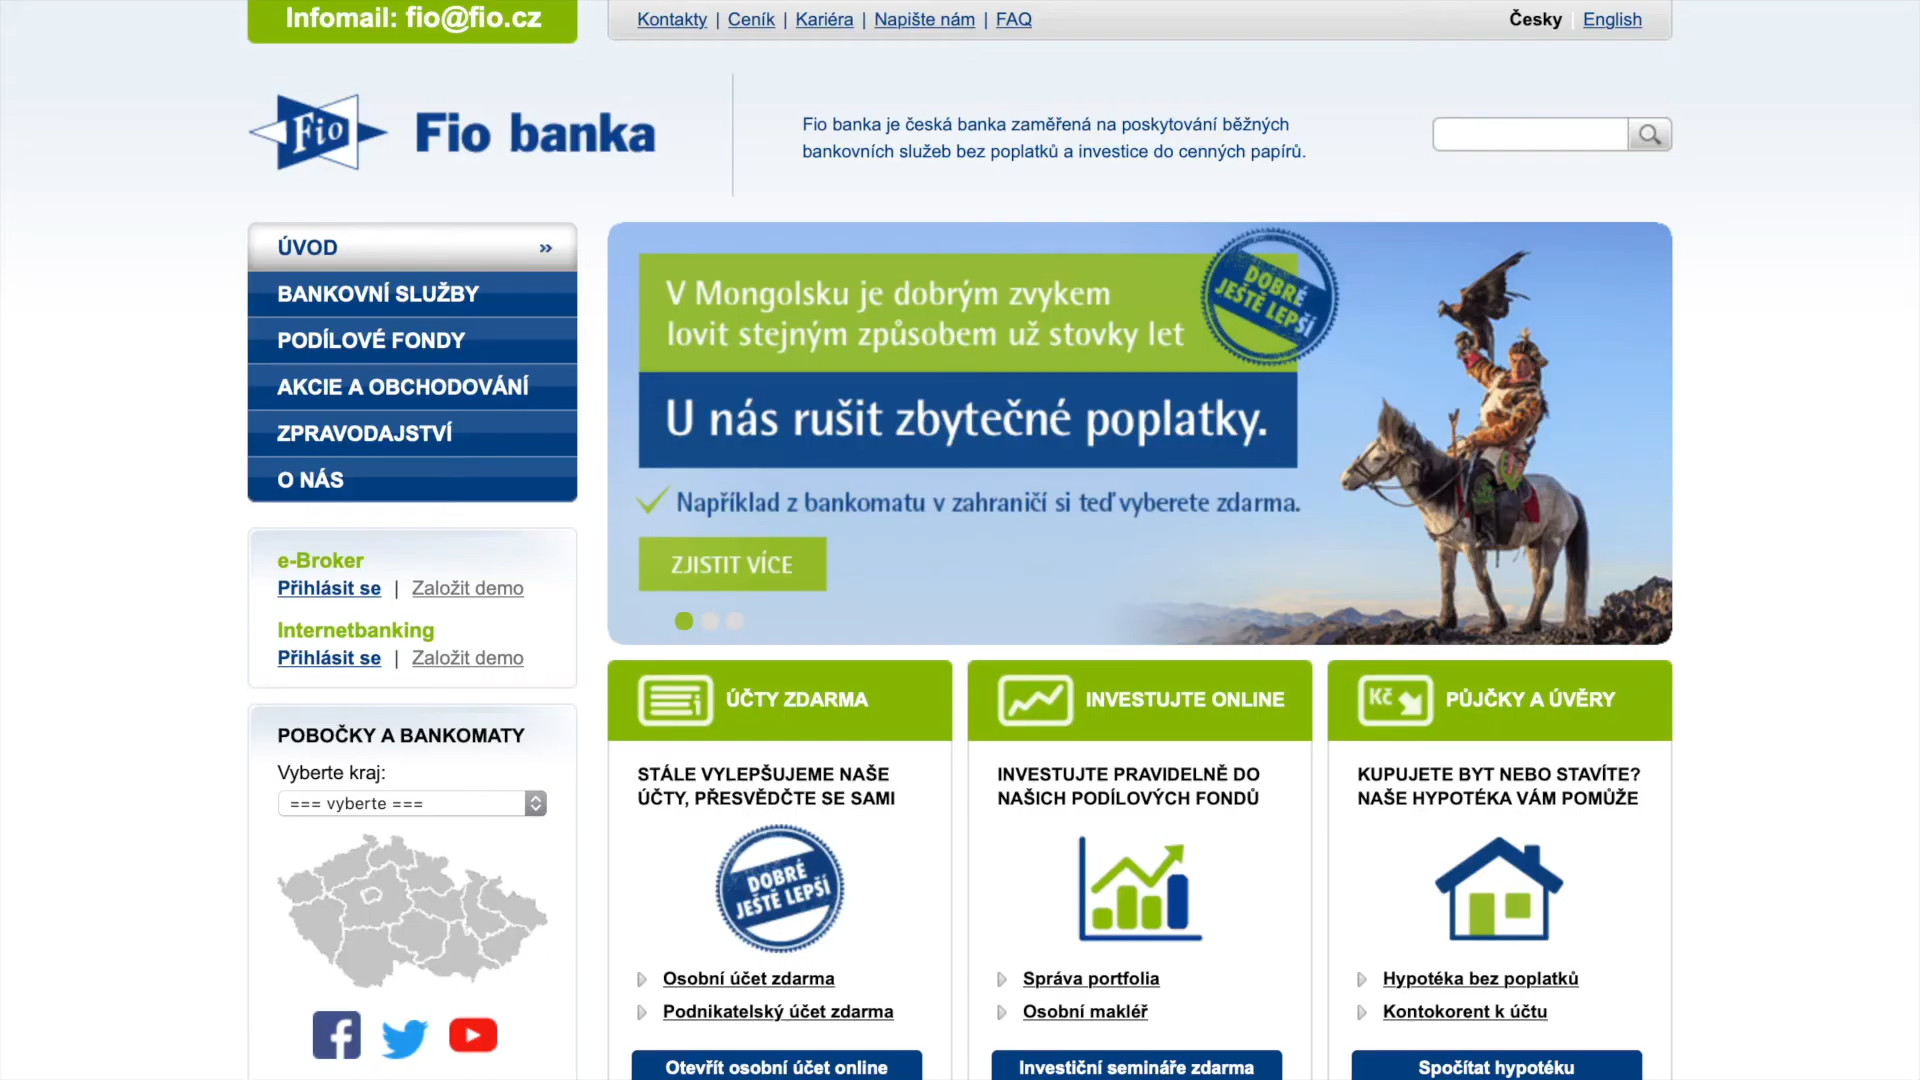 Infomail: fio@fio.cz
Kontakty | Ceník | Kariéra | Napište nám | FAQ
Česky | English
Fio
Fio banka
Fio banka je česká banka zaměřená na poskytování běžných
bankovních služeb bez poplatků a investice do cenných papírů.
ÚVOD »
BANKOVNÍ SLUŽBY
PODÍLOVÉ FONDY
AKCIE A OBCHODOVÁNÍ
ZPRAVODAJSTVÍ
O NÁS
V Mongolsku je dobrým zvykem
lovit stejným způsobem už stovky let
DOBRÉ
JEŠTĚ LEPŠÍ
U nás rušit zbytečné poplatky.
Například z bankomatu v zahraničí si teď vyberete zdarma.
ZJISTIT VÍCE
e-Broker
Přihlásit se | Založit demo
Internetbanking
Přihlásit se | Založit demo
POBOČKY A BANKOMATY
Vyberte kraj:
=== vyberte ===
ÚČTY ZDARMA
STÁLE VYLEPŠUJEME NAŠE
ÚČTY, PŘESVĚDČTE SE SAMI
DOBRÉ
JEŠTĚ LEPŠÍ
Osobní účet zdarma
Podnikatelský účet zdarma
Otevřít osobní účet online
INVESTUJTE ONLINE
INVESTUJTE PRAVIDELNĚ DO
NAŠICH PODÍLOVÝCH FONDŮ
Správa portfolia
Osobní makléř
Investiční semináře zdarma
Kč
PŮJČKY A ÚVĚRY
KUPUJETE BYT NEBO STAVÍTE?
NAŠE HYPOTÉKA VÁM POMŮŽE
Hypotéka bez poplatků
Kontokorent k účtu
Spočítat hypotéku